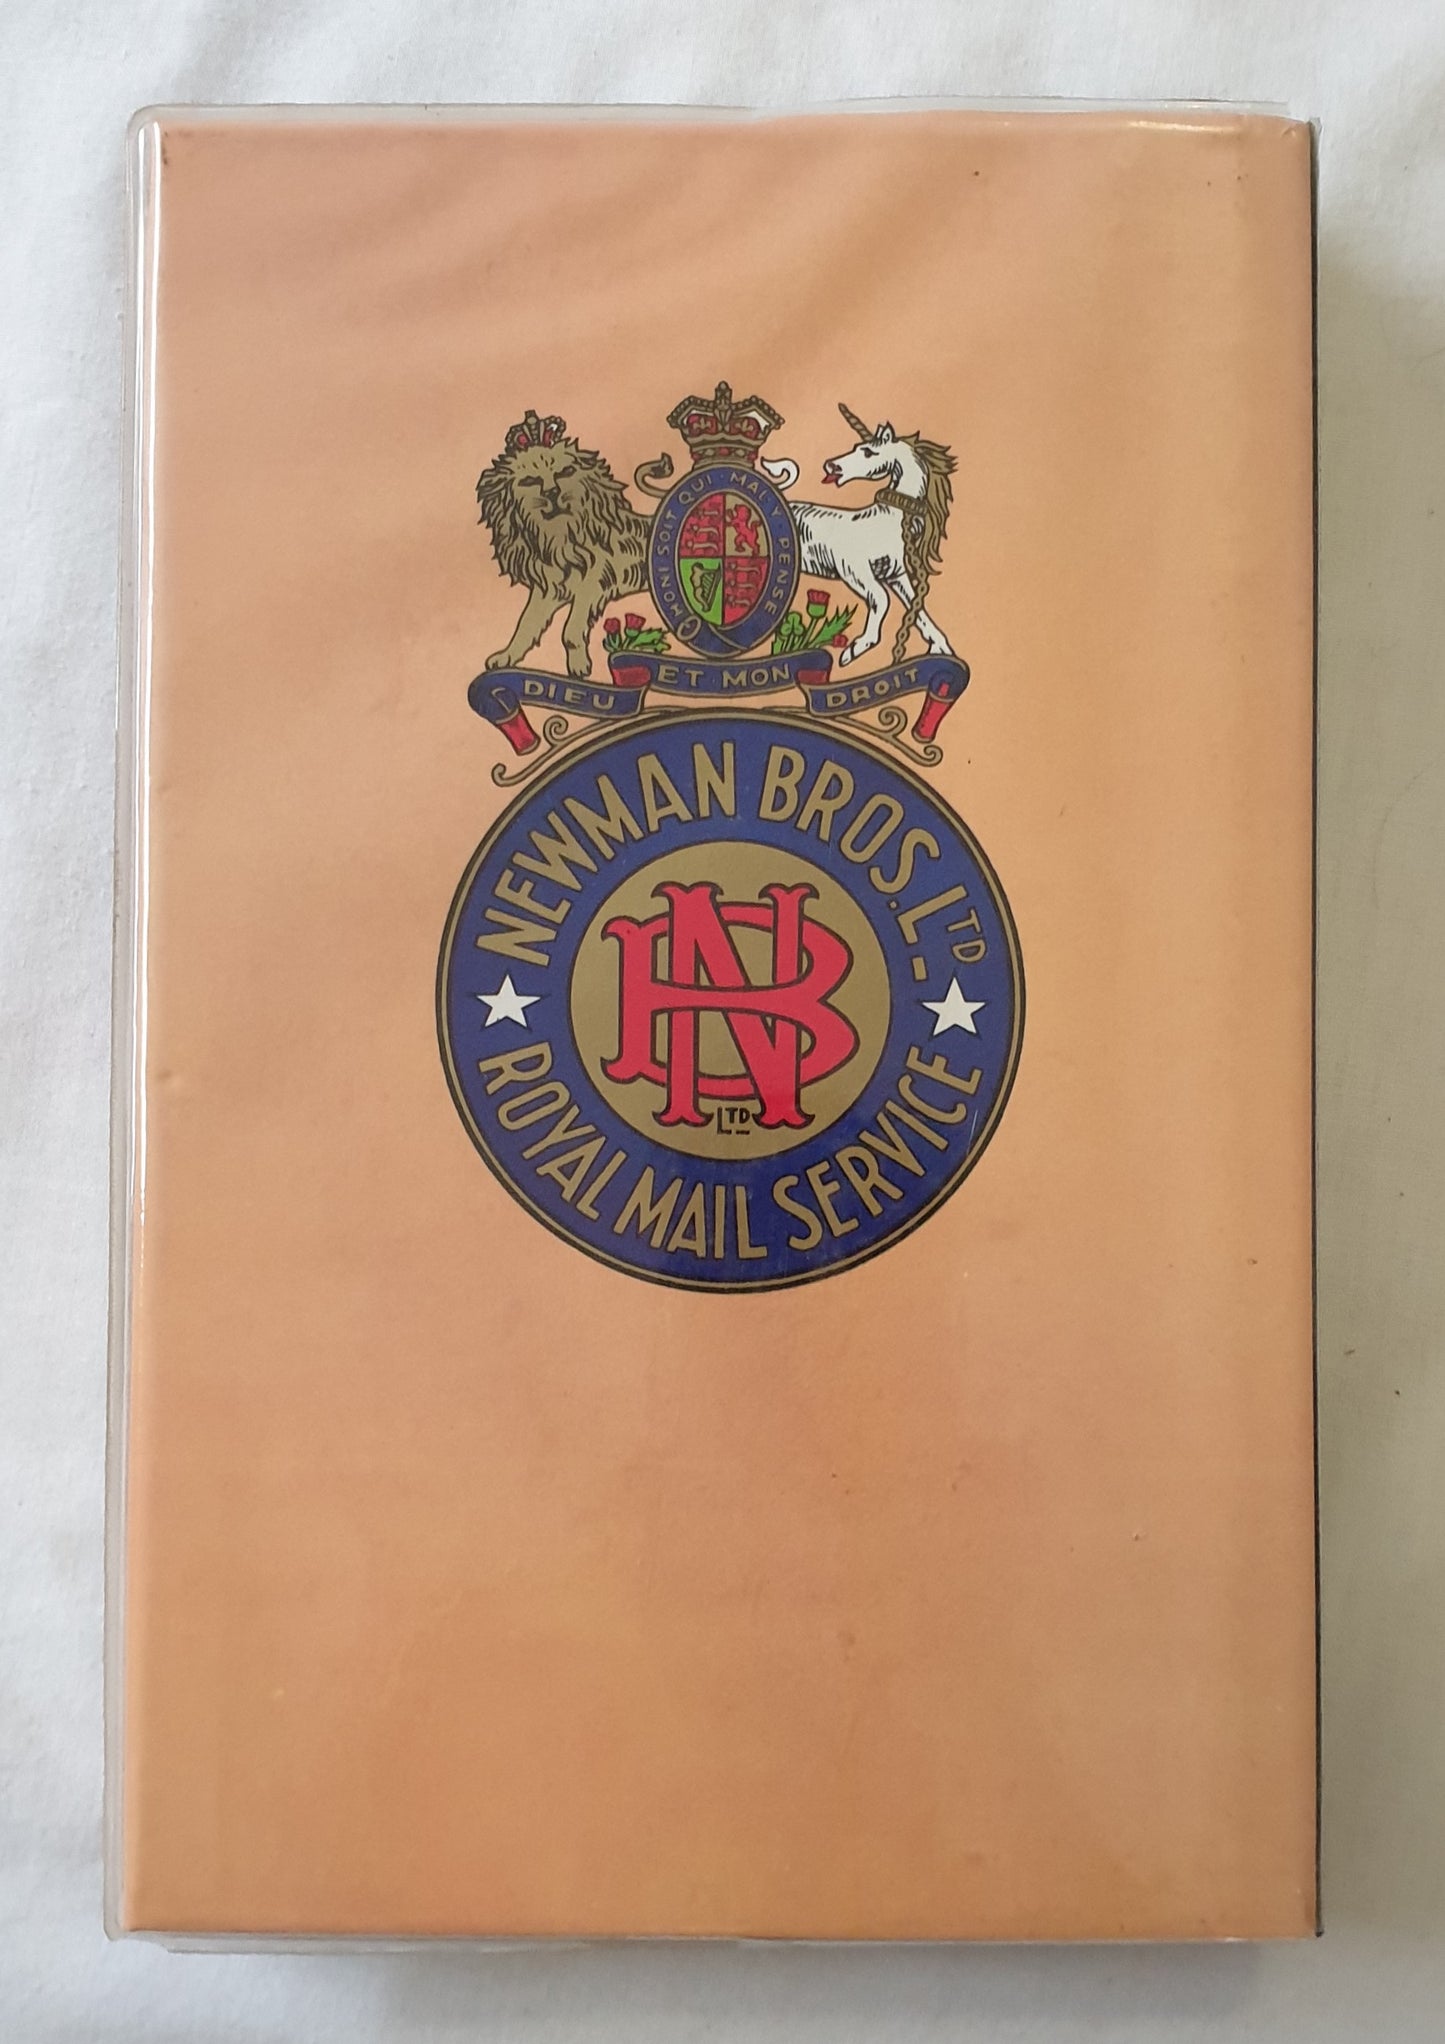 HONI · SOIT QUI · MAL · Y · PENSE
DIEU ET · MON DROIT
NEWMAN BROS. LTD
NB
LTD
ROYAL MAIL SERVICE